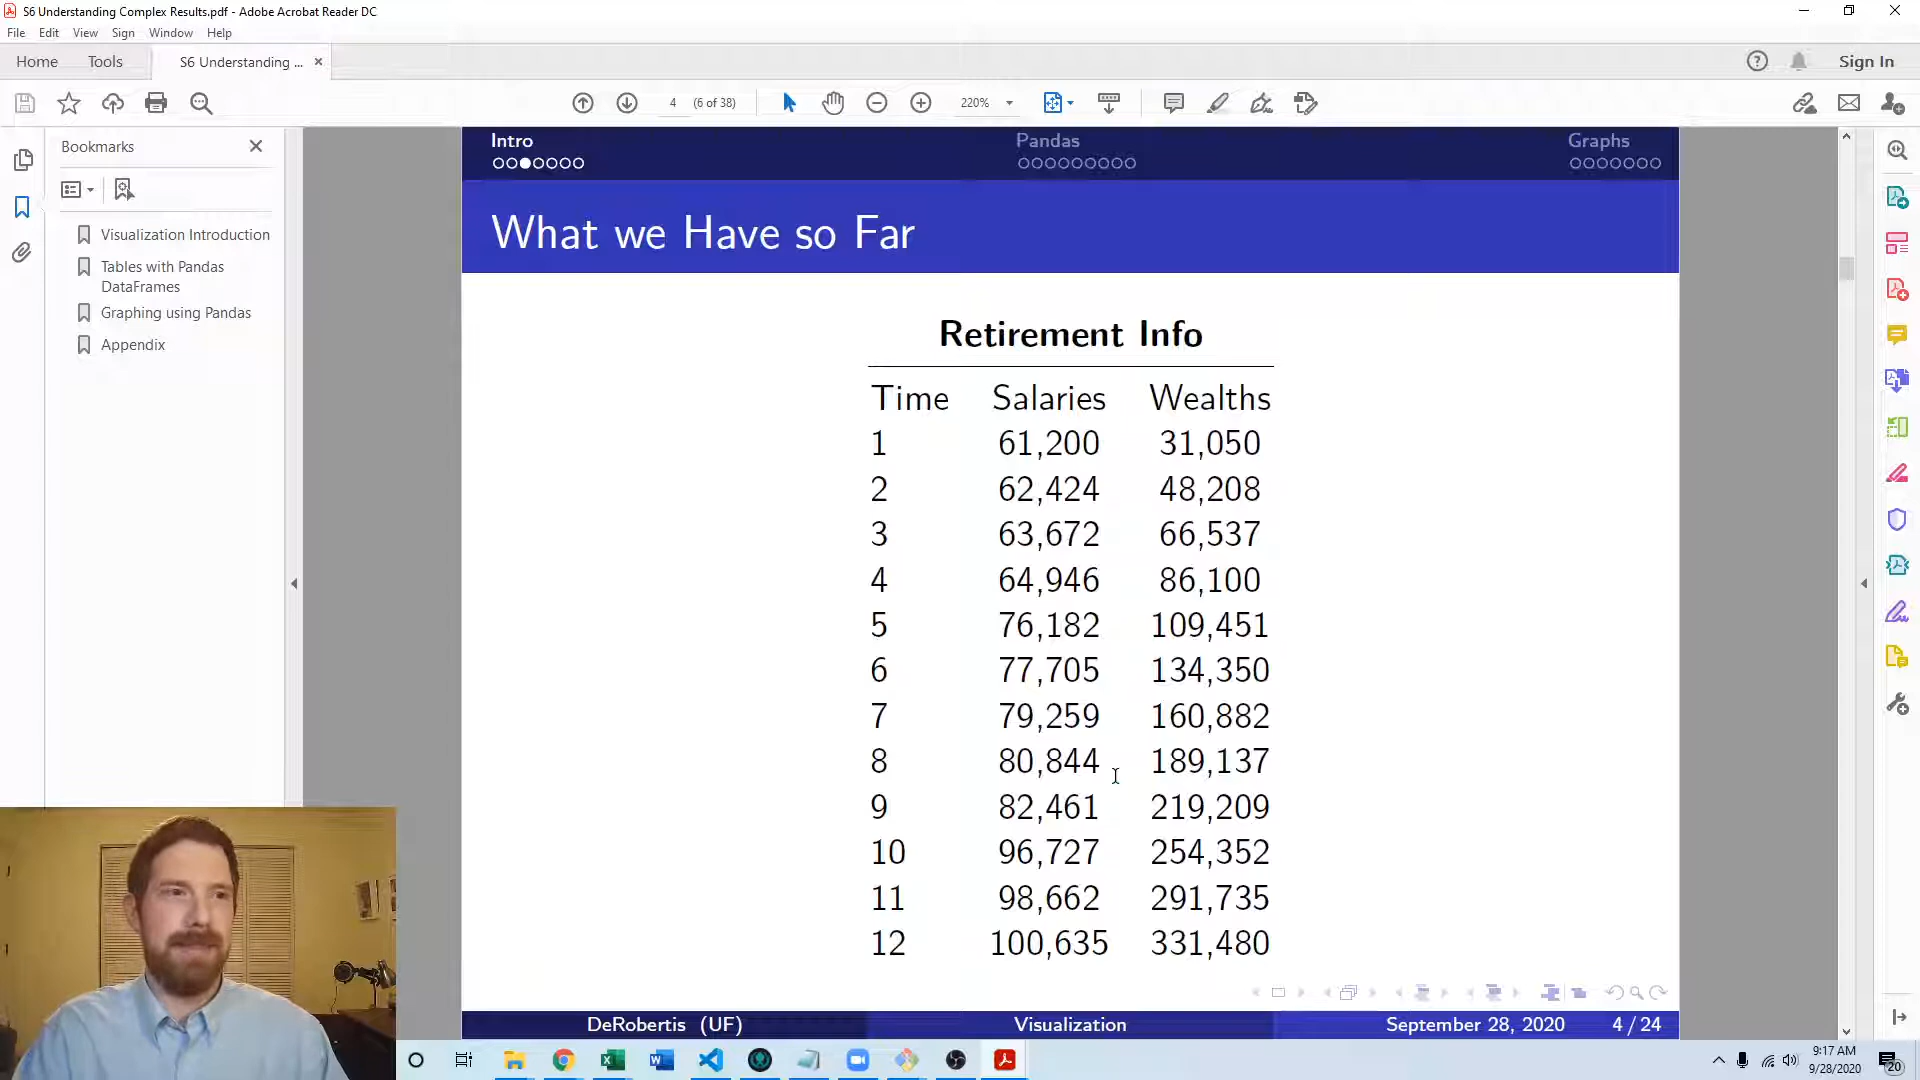 S6 Understanding Complex Results.pdf - Adobe Acrobat Reader DC
File Edit View Sign Window Help
Home Tools S6 Understanding ... Sign In
4 (6 of 38) 220%
Bookmarks
Visualization Introduction
Tables with Pandas
DataFrames
Graphing using Pandas
Appendix
Intro Pandas Graphs
What we Have so Far
Retirement Info
Time Salaries Wealths
1 61,200 31,050
2 62,424 48,208
3 63,672 66,537
4 64,946 86,100
5 76,182 109,451
6 77,705 134,350
7 79,259 160,882
8 80,844 189,137
9 82,461 219,209
10 96,727 254,352
11 98,662 291,735
12 100,635 331,480
DeRobertis (UF) Visualization September 28, 2020 4 / 24
9:17 AM
9/28/2020
20